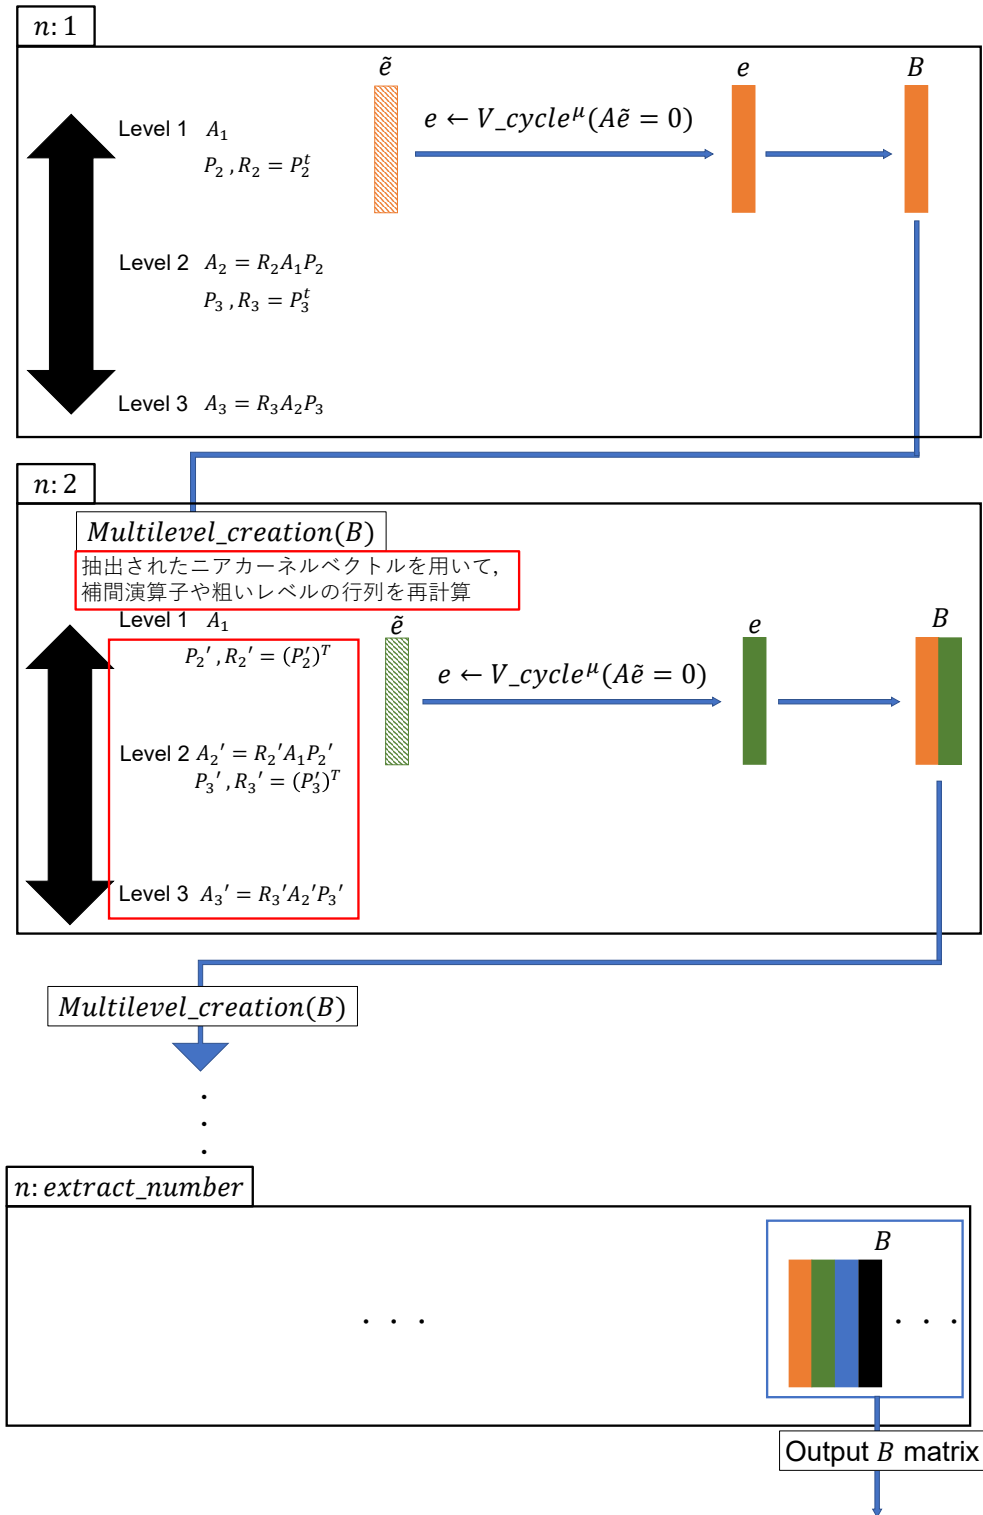 n: 1
ẽ
e
B
Level 1 A₁
e ← V_cycle^μ(Aẽ = 0)
P₂ , R₂ = P₂ᵗ
Level 2 A₂ = R₂A₁P₂
P₃ , R₃ = P₃ᵗ
Level 3 A₃ = R₃A₂P₃
n: 2
Multilevel_creation(B)
抽出されたニアカーネルベクトルを用いて,
補間演算子や粗いレベルの行列を再計算
Level 1 A₁
ẽ
e
B
P₂′ , R₂′ = (P₂′)ᵀ
e ← V_cycle^μ(Aẽ = 0)
Level 2 A₂′ = R₂′A₁P₂′
P₃′ , R₃′ = (P₃′)ᵀ
Level 3 A₃′ = R₃′A₂′P₃′
Multilevel_creation(B)
.
.
.
n: extract_number
B
. . .
. . .
Output B matrix